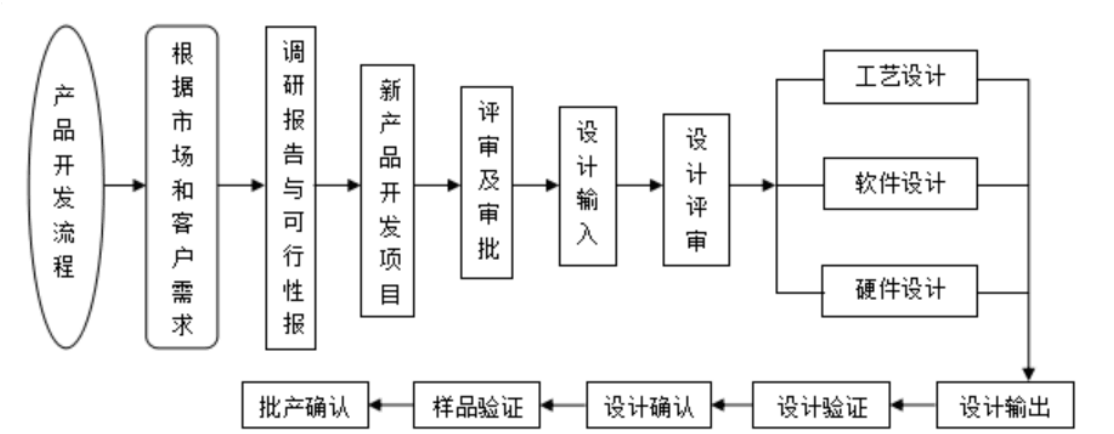 产品开发流程
根据市场和客户需求
调研报告与可行性报
新产品开发项目
评审及审批
设计输入
设计评审
工艺设计
软件设计
硬件设计
设计输出
设计验证
设计确认
样品验证
批产确认